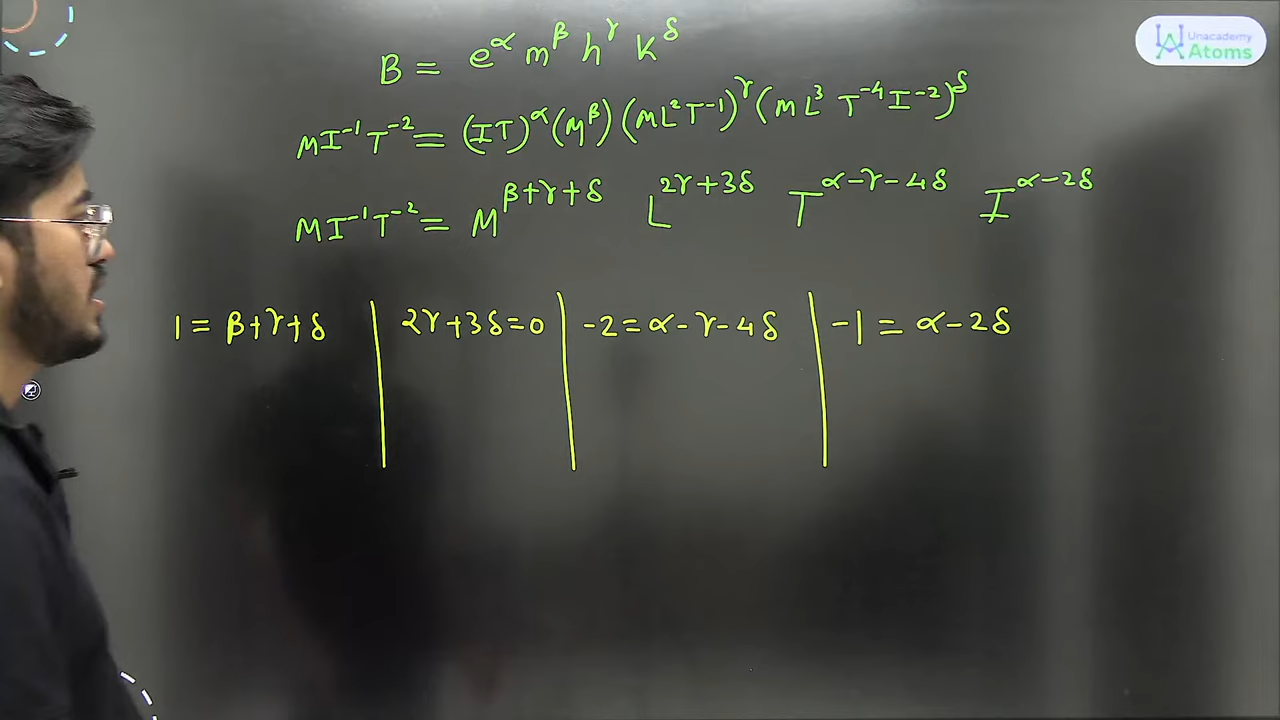 Unacademy
Atoms
B = e^α m^β h^γ k^δ
MI^-1 T^-2 = (IT)^α (M^β) (ML^2 T^-1)^γ (ML^3 T^-4 I^-2)^δ
MI^-1 T^-2 = M^β+γ+δ L^2γ+3δ T^α-γ-4δ I^α-2δ
1 = β+γ+δ | 2γ+3δ=0 | -2=α-γ-4δ | -1 = α-2δ